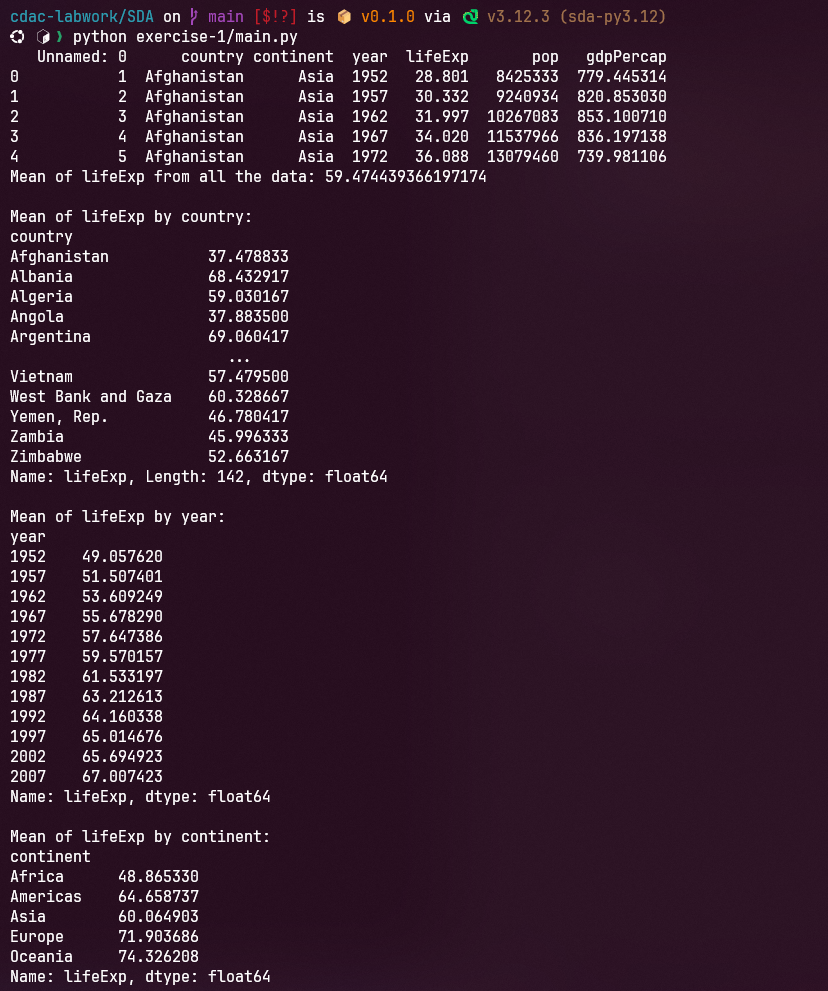 cdac-labwork/SDA on main [$!?] is v0.1.0 via v3.12.3 (sda-py3.12)
❯ python exercise-1/main.py
   Unnamed: 0      country continent  year  lifeExp       pop   gdpPercap
0           1  Afghanistan      Asia  1952   28.801   8425333  779.445314
1           2  Afghanistan      Asia  1957   30.332   9240934  820.853030
2           3  Afghanistan      Asia  1962   31.997  10267083  853.100710
3           4  Afghanistan      Asia  1967   34.020  11537966  836.197138
4           5  Afghanistan      Asia  1972   36.088  13079460  739.981106
Mean of lifeExp from all the data: 59.474439366197174
Mean of lifeExp by country:
country
Afghanistan           37.478833
Albania               68.432917
Algeria               59.030167
Angola                37.883500
Argentina             69.060417
                        ...
Vietnam               57.479500
West Bank and Gaza    60.328667
Yemen, Rep.           46.780417
Zambia                45.996333
Zimbabwe              52.663167
Name: lifeExp, Length: 142, dtype: float64
Mean of lifeExp by year:
year
1952    49.057620
1957    51.507401
1962    53.609249
1967    55.678290
1972    57.647386
1977    59.570157
1982    61.533197
1987    63.212613
1992    64.160338
1997    65.014676
2002    65.694923
2007    67.007423
Name: lifeExp, dtype: float64
Mean of lifeExp by continent:
continent
Africa      48.865330
Americas    64.658737
Asia        60.064903
Europe      71.903686
Oceania     74.326208
Name: lifeExp, dtype: float64